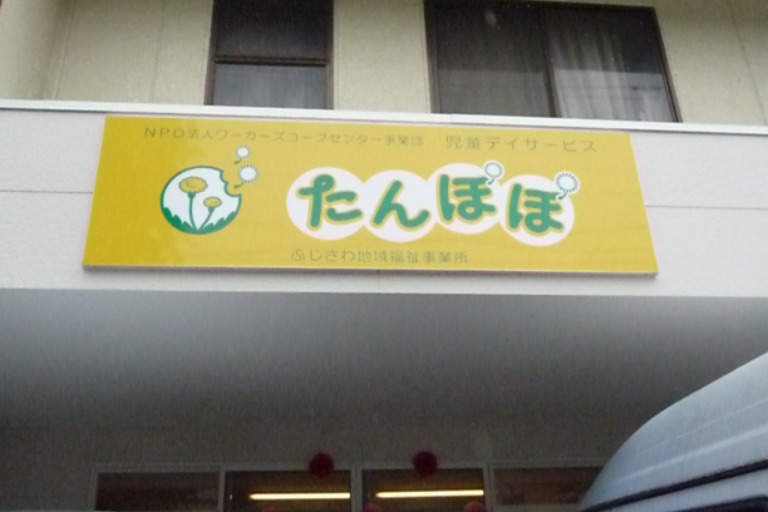 NPO法人ワーカーズコープセンター事業団 児童デイサービス
たんぽぽ
ふじさわ地域福祉事業所